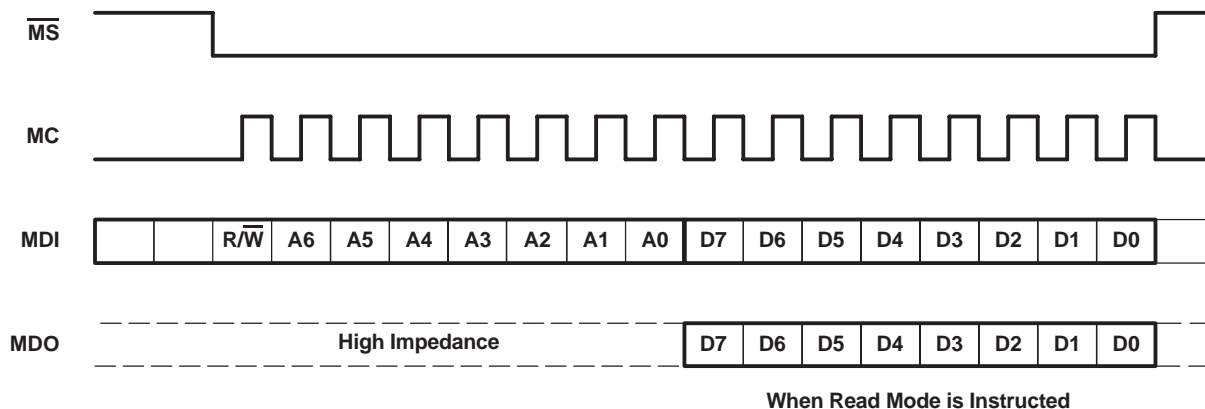 M̅S̅
MC
MDI R/W̅ A6 A5 A4 A3 A2 A1 A0 D7 D6 D5 D4 D3 D2 D1 D0
MDO High Impedance D7 D6 D5 D4 D3 D2 D1 D0
When Read Mode is Instructed